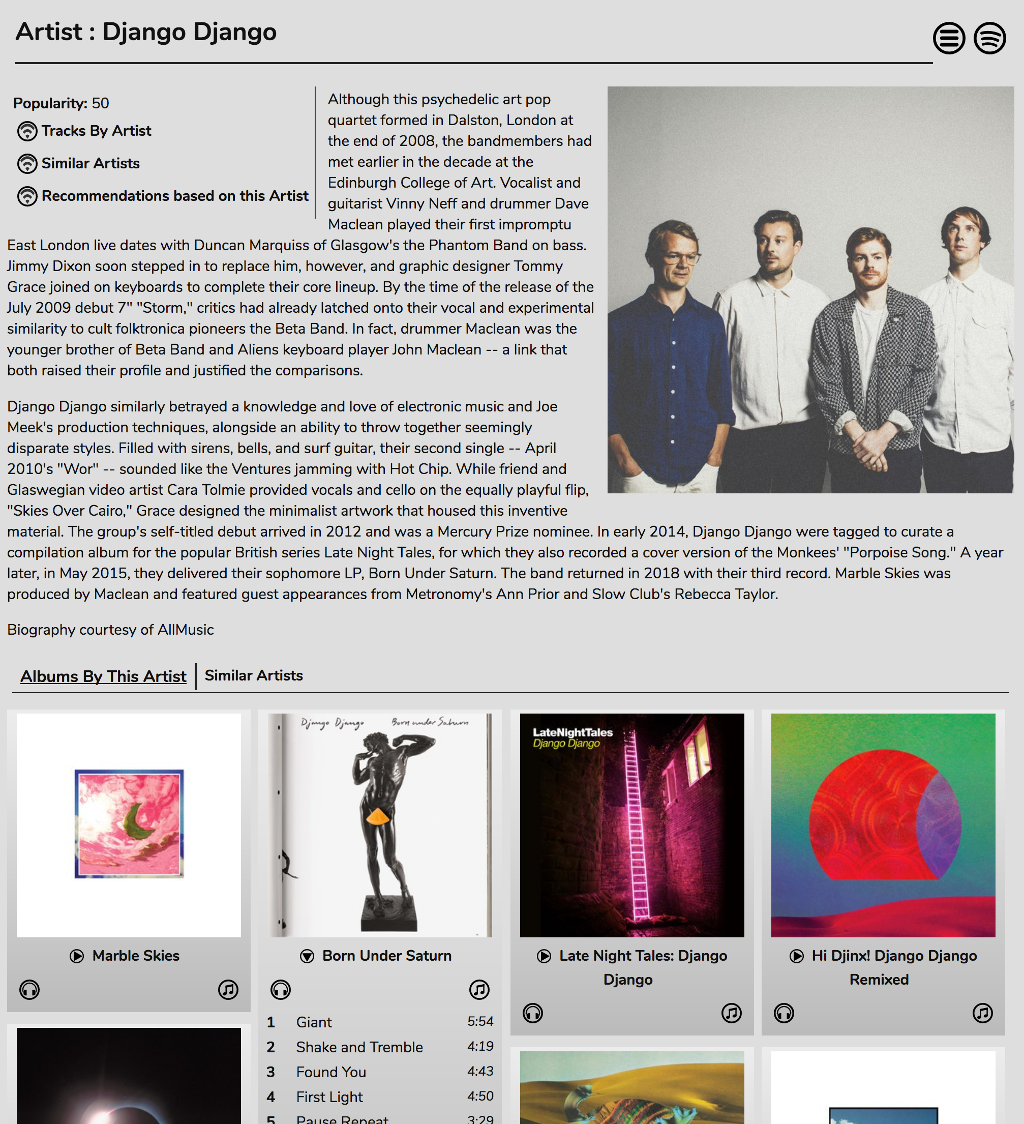 Artist : Django Django
Popularity: 50
Tracks By Artist
Similar Artists
Recommendations based on this Artist
Although this psychedelic art pop
quartet formed in Dalston, London at
the end of 2008, the bandmembers had
met earlier in the decade at the
Edinburgh College of Art. Vocalist and
guitarist Vinny Neff and drummer Dave
Maclean played their first impromptu
East London live dates with Duncan Marquiss of Glasgow's the Phantom Band on bass.
Jimmy Dixon soon stepped in to replace him, however, and graphic designer Tommy
Grace joined on keyboards to complete their core lineup. By the time of the release of the
July 2009 debut 7" "Storm," critics had already latched onto their vocal and experimental
similarity to cult folktronica pioneers the Beta Band. In fact, drummer Maclean was the
younger brother of Beta Band and Aliens keyboard player John Maclean -- a link that
both raised their profile and justified the comparisons.
Django Django similarly betrayed a knowledge and love of electronic music and Joe
Meek's production techniques, alongside an ability to throw together seemingly
disparate styles. Filled with sirens, bells, and surf guitar, their second single -- April
2010's "Wor" -- sounded like the Ventures jamming with Hot Chip. While friend and
Glaswegian video artist Cara Tolmie provided vocals and cello on the equally playful flip,
"Skies Over Cairo," Grace designed the minimalist artwork that housed this inventive
material. The group's self-titled debut arrived in 2012 and was a Mercury Prize nominee. In early 2014, Django Django were tagged to curate a
compilation album for the popular British series Late Night Tales, for which they also recorded a cover version of the Monkees' "Porpoise Song." A year
later, in May 2015, they delivered their sophomore LP, Born Under Saturn. The band returned in 2018 with their third record. Marble Skies was
produced by Maclean and featured guest appearances from Metronomy's Ann Prior and Slow Club's Rebecca Taylor.
Biography courtesy of AllMusic
Albums By This Artist
Similar Artists
Django Django Born under Saturn
LateNightTales
Django Django
Marble Skies
Born Under Saturn
Late Night Tales: Django
Django
Hi Djinx! Django Django
Remixed
1 Giant 5:54
2 Shake and Tremble 4:19
3 Found You 4:43
4 First Light 4:50
5 Pause Repeat 3:29